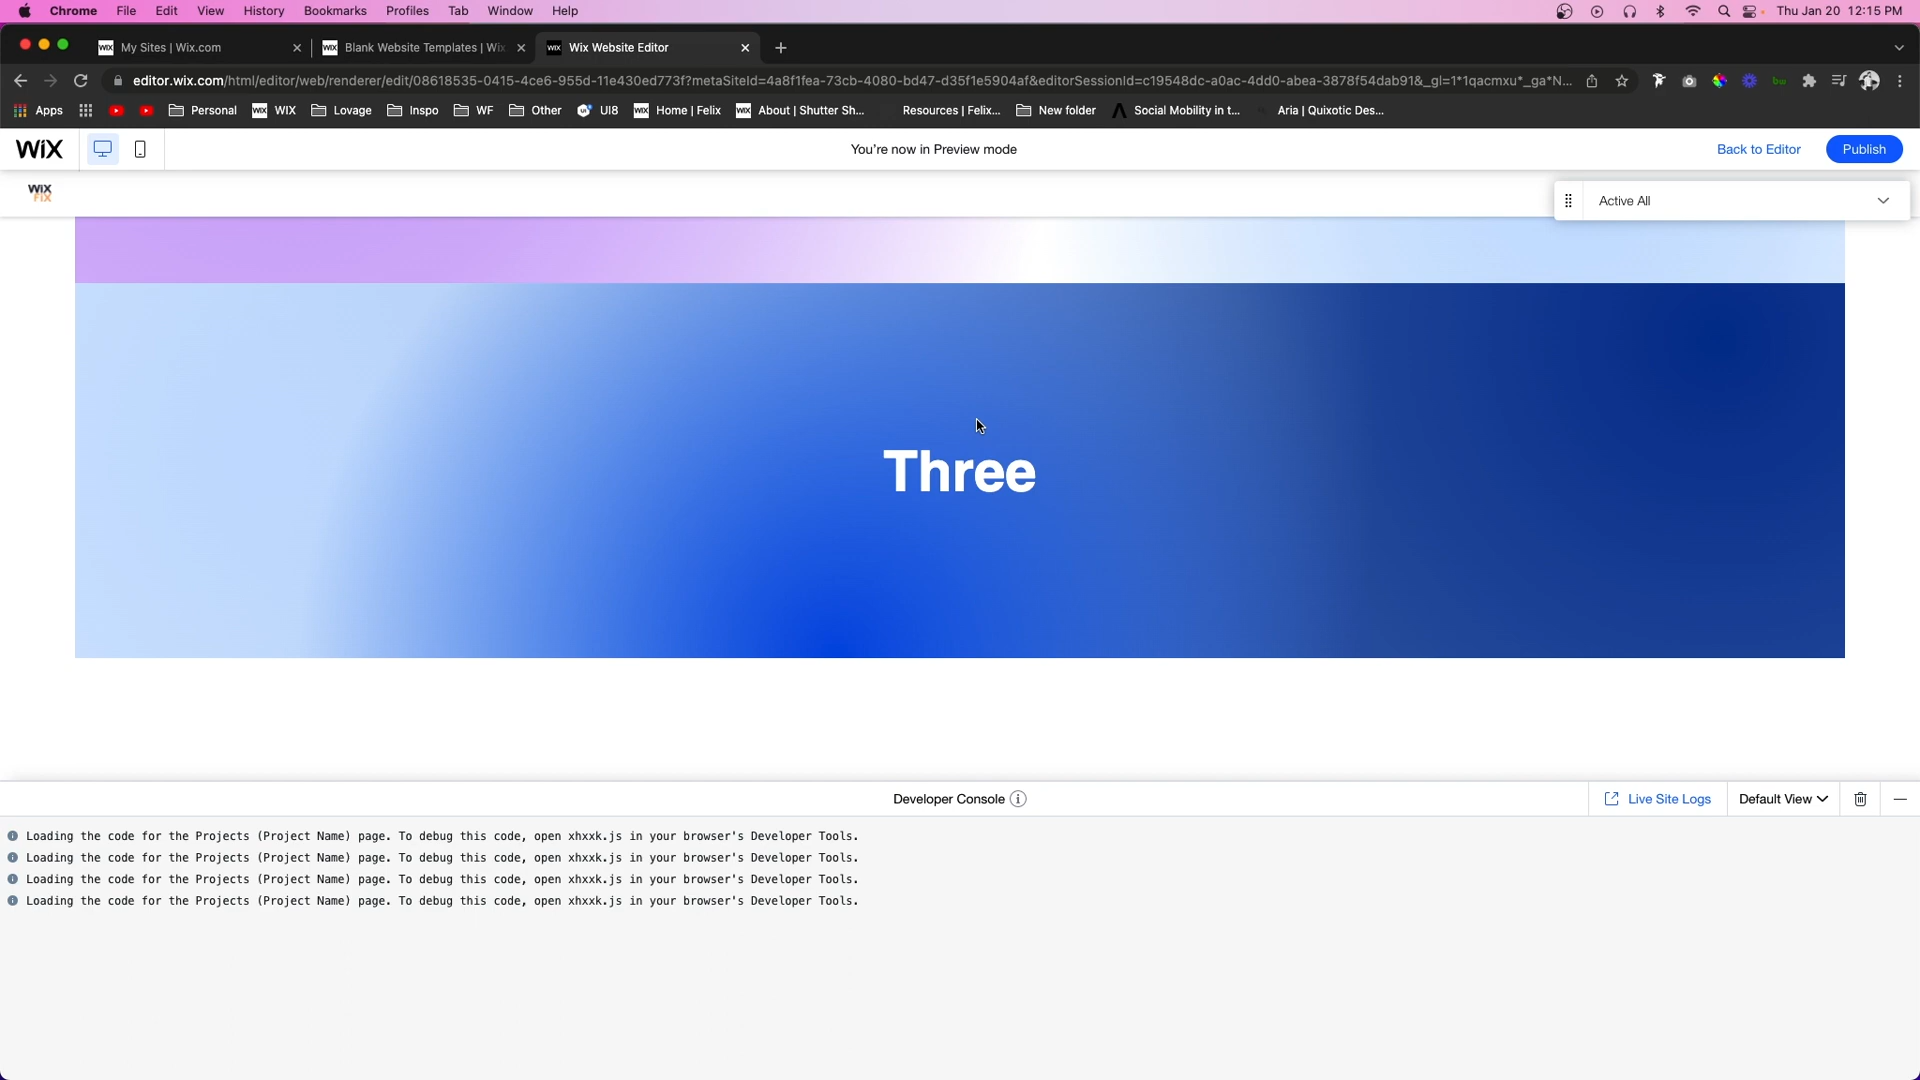 Chrome File Edit View History Bookmarks Profiles Tab Window Help Thu Jan 20 12:15 PM
WIX My Sites | Wix.com WIX Blank Website Templates | Wix WIX Wix Website Editor
editor.wix.com/html/editor/web/renderer/edit/08618535-0415-4ce6-955d-11e430ed773f?metaSiteId=4a8f1fea-73cb-4080-bd47-d35f1e5904af&editorSessionId=c19548dc-a0ac-4dd0-abea-3878f54dab91&_gl=1*1qacmxu*_ga*N...
Apps Personal WIX WIX Lovage Inspo WF Other UI8 WIX Home | Felix WIX About | Shutter Sh... Resources | Felix... New folder Social Mobility in t... Aria | Quixotic Des...
WIX You're now in Preview mode Back to Editor Publish
WIX
FIX
Active All
Three
Developer Console Live Site Logs Default View
Loading the code for the Projects (Project Name) page. To debug this code, open xhxxk.js in your browser's Developer Tools.
Loading the code for the Projects (Project Name) page. To debug this code, open xhxxk.js in your browser's Developer Tools.
Loading the code for the Projects (Project Name) page. To debug this code, open xhxxk.js in your browser's Developer Tools.
Loading the code for the Projects (Project Name) page. To debug this code, open xhxxk.js in your browser's Developer Tools.